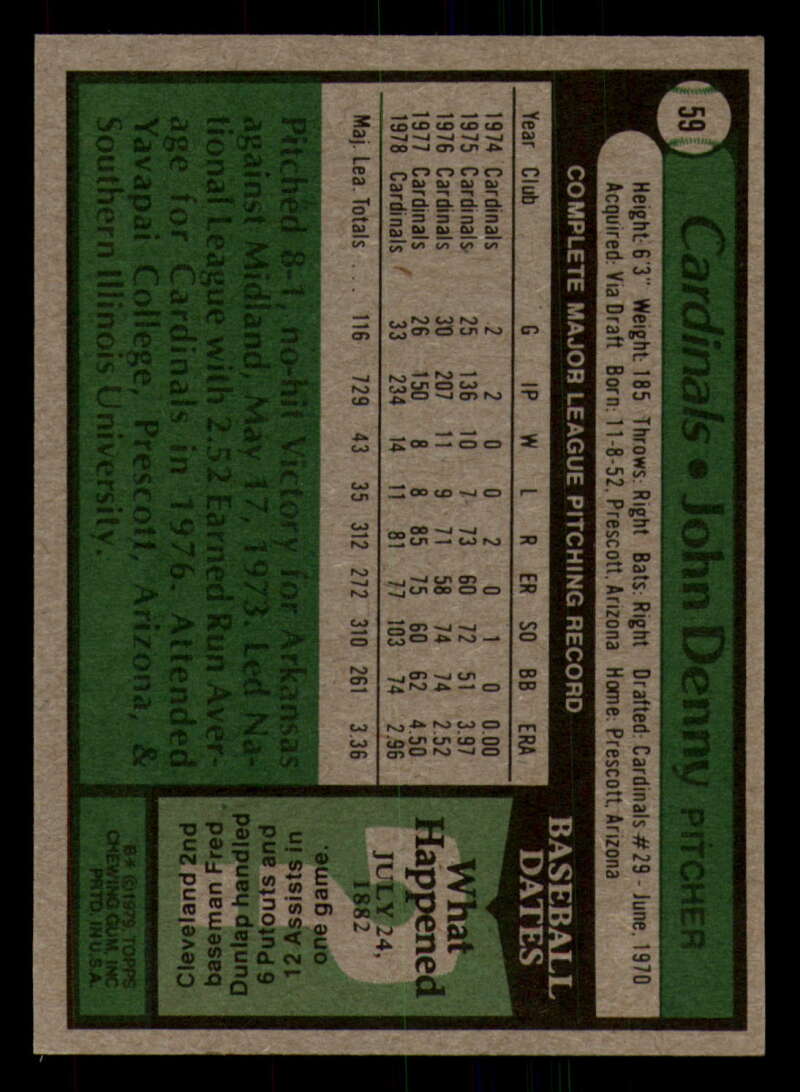 59
Cardinals • John Denny PITCHER
Height: 6'3" Weight: 185 Throws: Right Bats: Right Drafted: Cardinals #29 - June, 1970
Acquired: Via Draft Born: 11-8-52, Prescott, Arizona Home: Prescott, Arizona
COMPLETE MAJOR LEAGUE PITCHING RECORD
Year Club G IP W L R ER SO BB ERA
1974 Cardinals 2 2 0 0 2 0 1 0 0.00
1975 Cardinals 25 136 10 7 73 60 72 51 3.97
1976 Cardinals 30 207 11 9 71 58 74 74 2.52
1977 Cardinals 26 150 8 8 85 75 60 62 4.50
1978 Cardinals 33 234 14 11 81 77 103 74 2.96
Maj. Lea. Totals . . . 116 729 43 35 312 272 310 261 3.36
Pitched 8-1, no-hit Victory for Arkansas
against Midland, May 17, 1973. Led Na-
tional League with 2.52 Earned Run Aver-
age for Cardinals in 1976. Attended
Yavapai College, Prescott, Arizona, &
Southern Illinois University.
BASEBALL
DATES
What
Happened
JULY 24,
1882
Cleveland 2nd
baseman Fred
Dunlap handled
6 Putouts and
12 Assists in
one game.
B* © 1979, TOPPS
CHEWING GUM, INC.
PRTD. IN U.S.A.